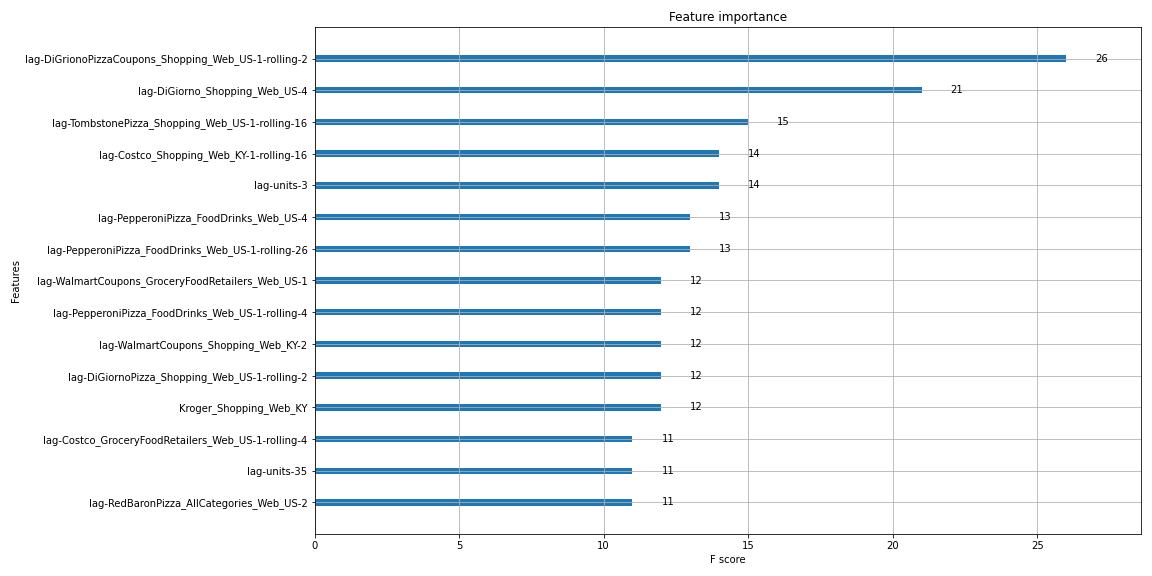 Feature importance
lag-DiGrionoPizzaCoupons_Shopping_Web_US-1-rolling-2 26
lag-DiGiorno_Shopping_Web_US-4 21
lag-TombstonePizza_Shopping_Web_US-1-rolling-16 15
lag-Costco_Shopping_Web_KY-1-rolling-16 14
lag-units-3 14
lag-PepperoniPizza_FoodDrinks_Web_US-4 13
lag-PepperoniPizza_FoodDrinks_Web_US-1-rolling-26 13
lag-WalmartCoupons_GroceryFoodRetailers_Web_US-1 12
lag-PepperoniPizza_FoodDrinks_Web_US-1-rolling-4 12
lag-WalmartCoupons_Shopping_Web_KY-2 12
lag-DiGiornoPizza_Shopping_Web_US-1-rolling-2 12
Kroger_Shopping_Web_KY 12
lag-Costco_GroceryFoodRetailers_Web_US-1-rolling-4 11
lag-units-35 11
lag-RedBaronPizza_AllCategories_Web_US-2 11
Features
0 5 10 15 20 25
F score